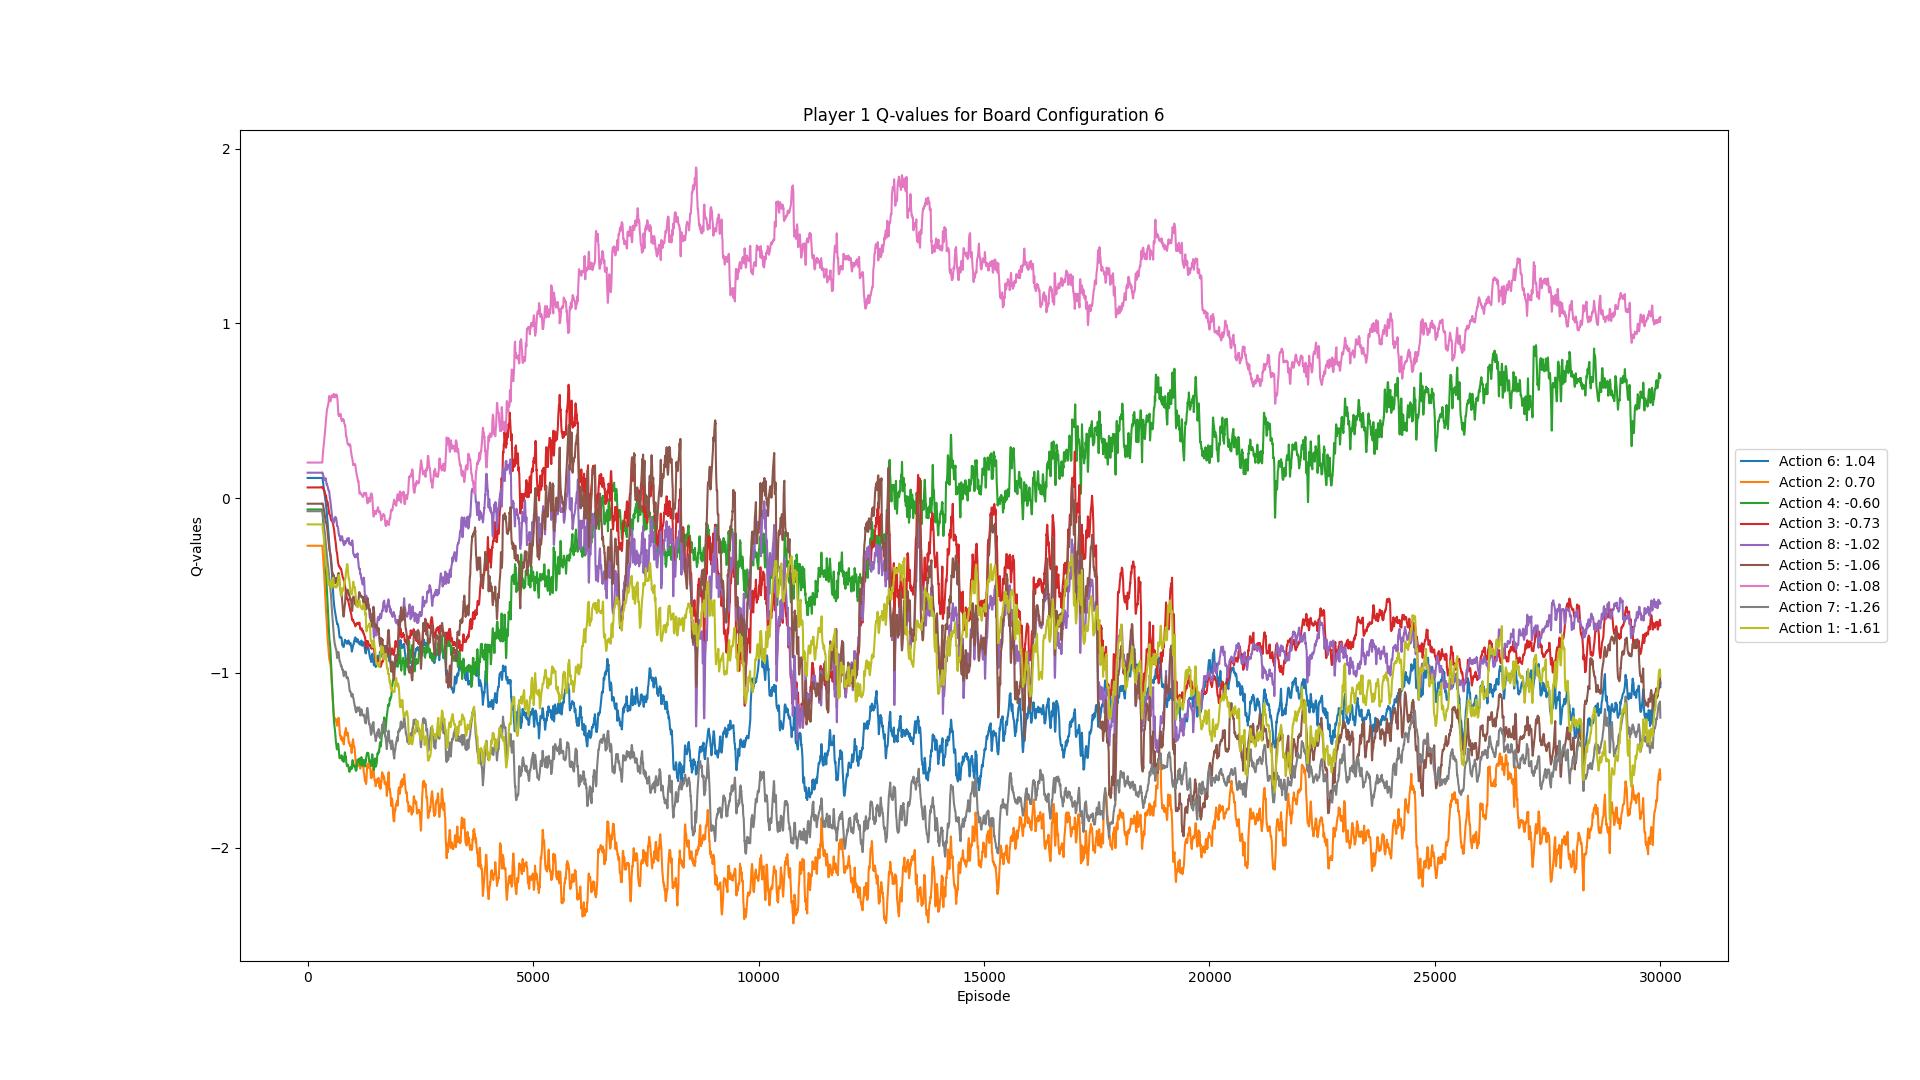 Player 1 Q-values for Board Configuration 6
2
1
0
−1
−2
Q-values
0 5000 10000 15000 20000 25000 30000
Episode
Action 6: 1.04
Action 2: 0.70
Action 4: -0.60
Action 3: -0.73
Action 8: -1.02
Action 5: -1.06
Action 0: -1.08
Action 7: -1.26
Action 1: -1.61